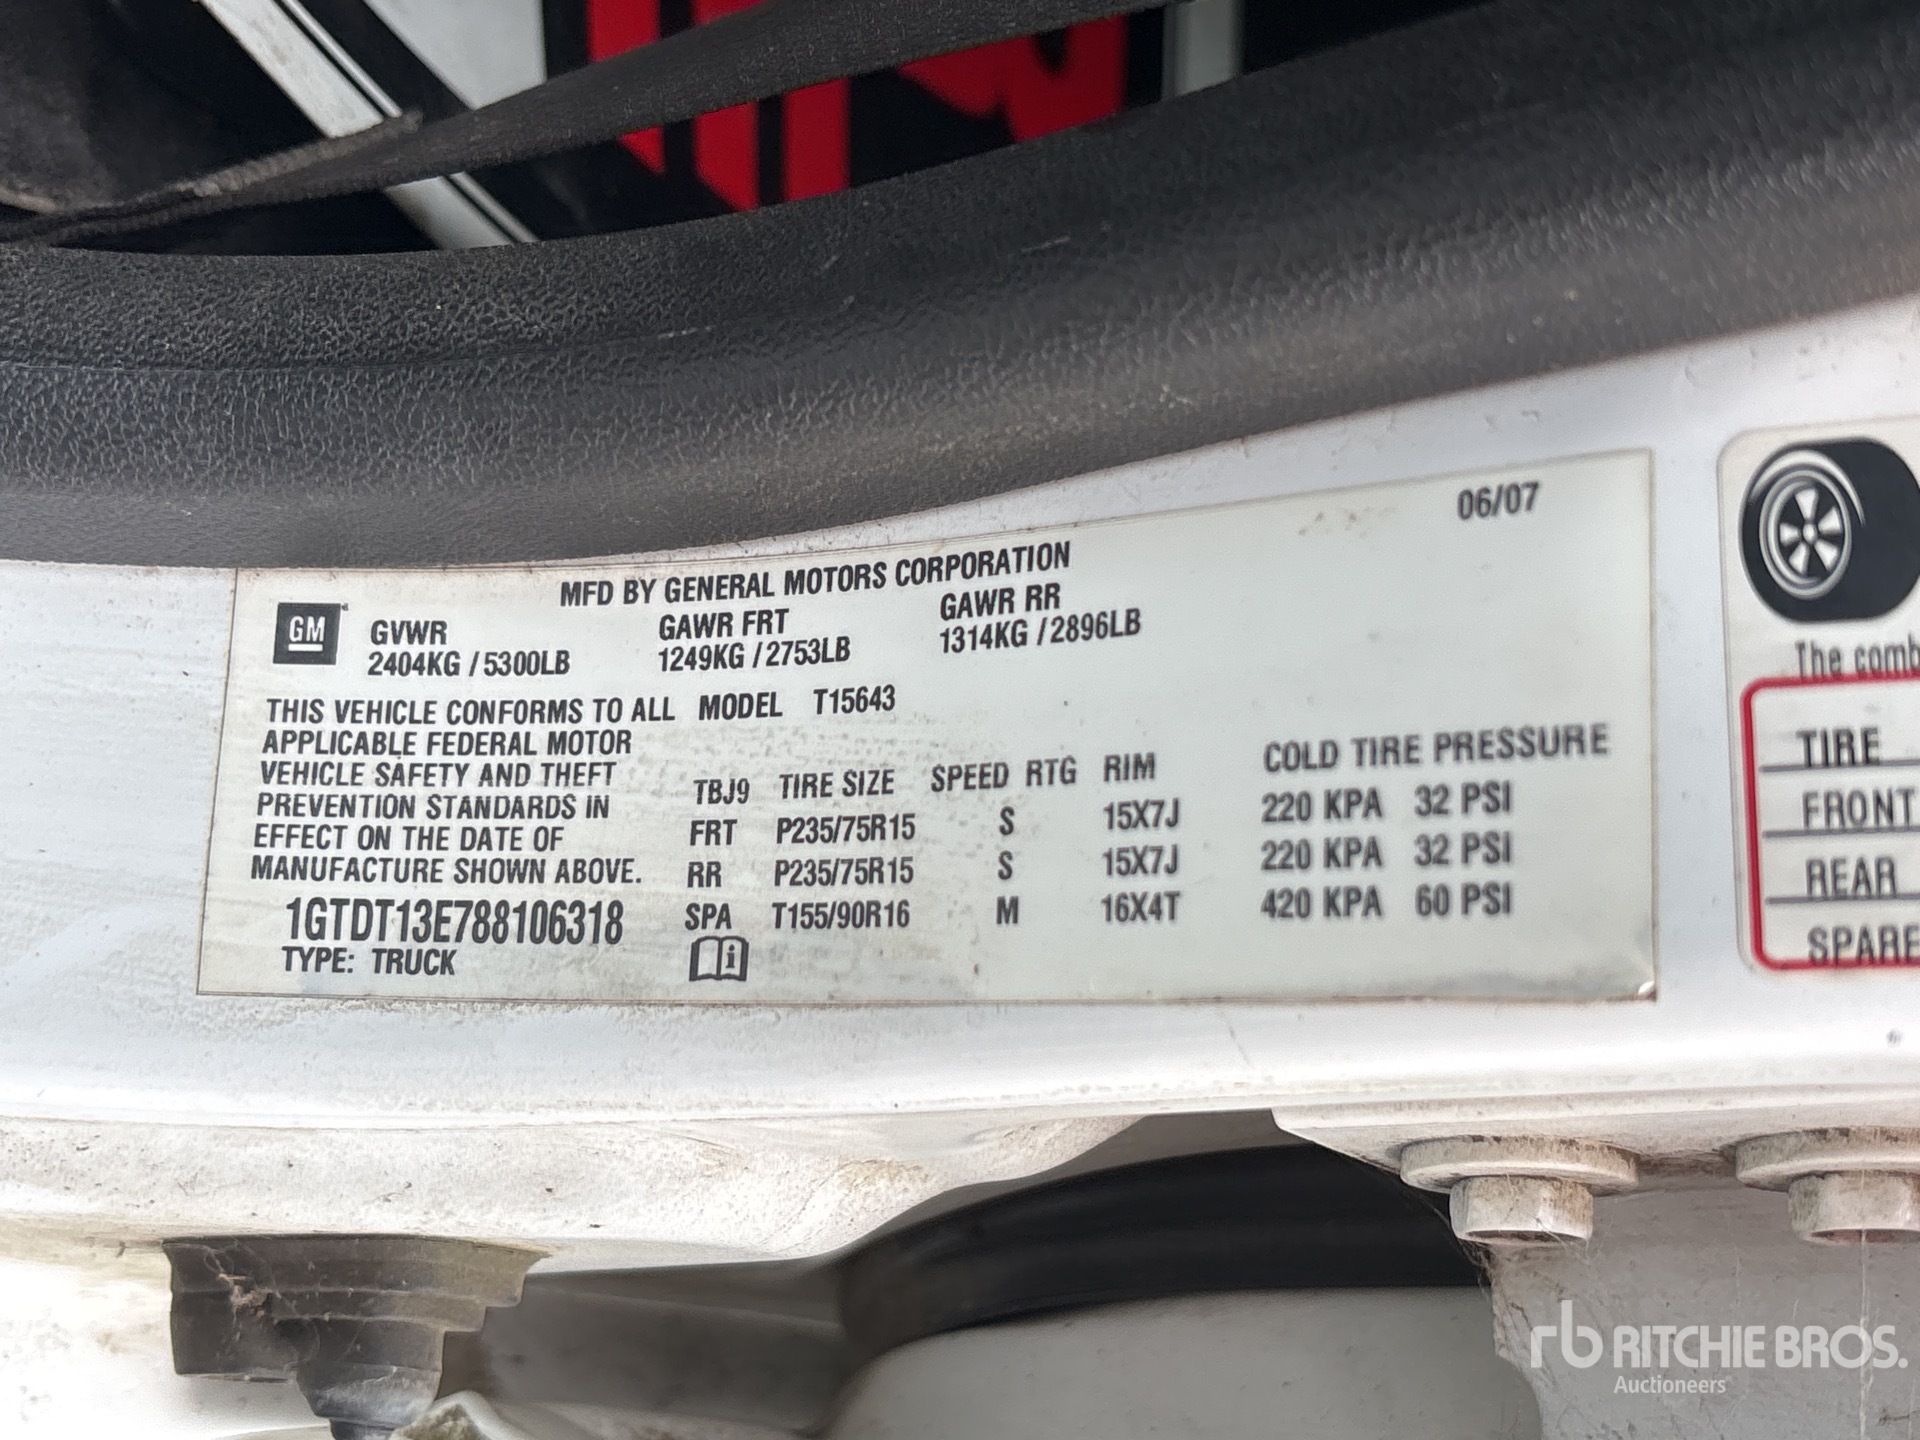 06/07
MFD BY GENERAL MOTORS CORPORATION
GM GVWR GAWR FRT GAWR RR
2404KG / 5300LB 1249KG / 2753LB 1314KG / 2896LB
THIS VEHICLE CONFORMS TO ALL MODEL T15643
APPLICABLE FEDERAL MOTOR
VEHICLE SAFETY AND THEFT
PREVENTION STANDARDS IN
EFFECT ON THE DATE OF
MANUFACTURE SHOWN ABOVE.
1GTDT13E788106318
TYPE: TRUCK
TBJ9 TIRE SIZE SPEED RTG RIM COLD TIRE PRESSURE
FRT P235/75R15 S 15X7J 220 KPA 32 PSI
RR P235/75R15 S 15X7J 220 KPA 32 PSI
SPA T155/90R16 M 16X4T 420 KPA 60 PSI
i
The comb
TIRE
FRONT
REAR
SPARE
rb RITCHIE BROS.
Auctioneers